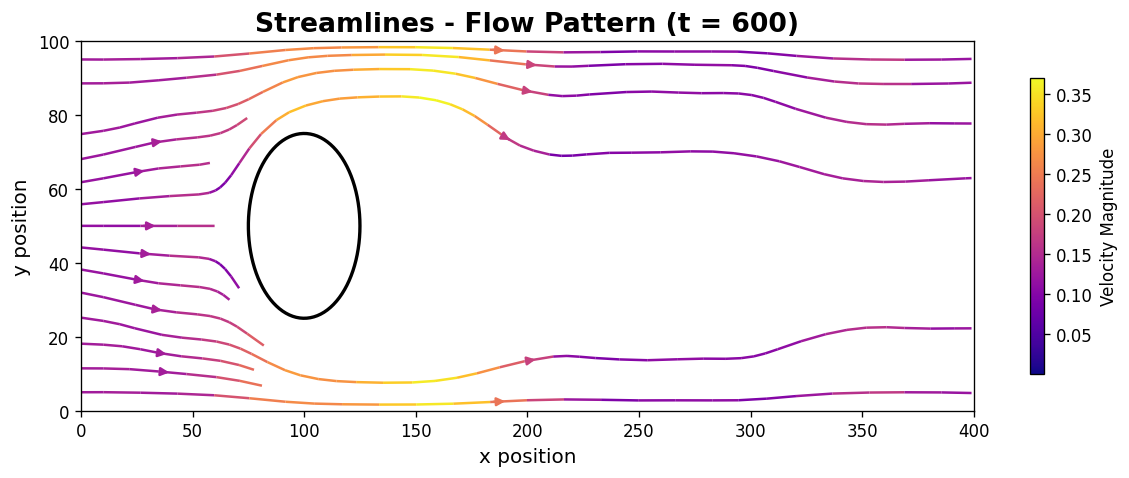 Streamlines - Flow Pattern (t = 600)
y position
100
80
60
40
20
0
0 50 100 150 200 250 300 350 400
x position
0.35
0.30
0.25
0.20
0.15
0.10
0.05
Velocity Magnitude